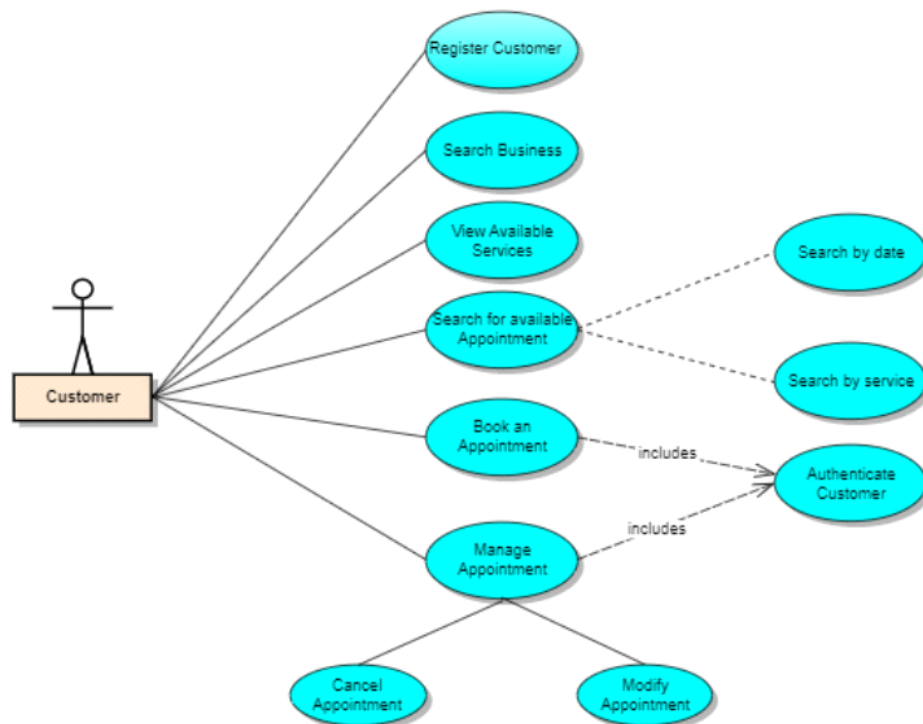 Register Customer
Search Business
View Available
Services
Search by date
Search for available
Appointment
Search by service
Customer
Book an
Appointment
includes
Authenticate
Customer
includes
Manage
Appointment
Cancel
Appointment
Modify
Appointment